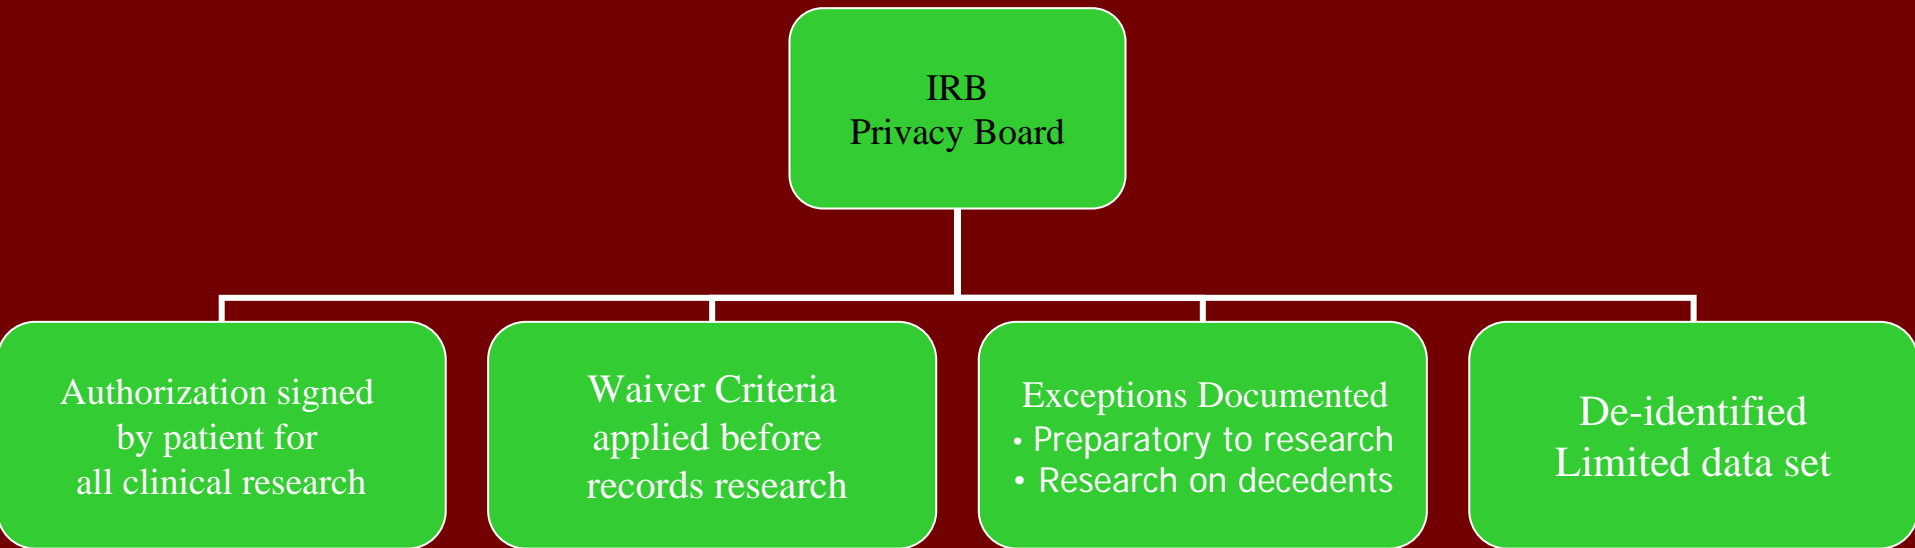 IRB
Privacy Board
Authorization signed
by patient for
all clinical research
Waiver Criteria
applied before
records research
Exceptions Documented
• Preparatory to research
• Research on decedents
De-identified
Limited data set